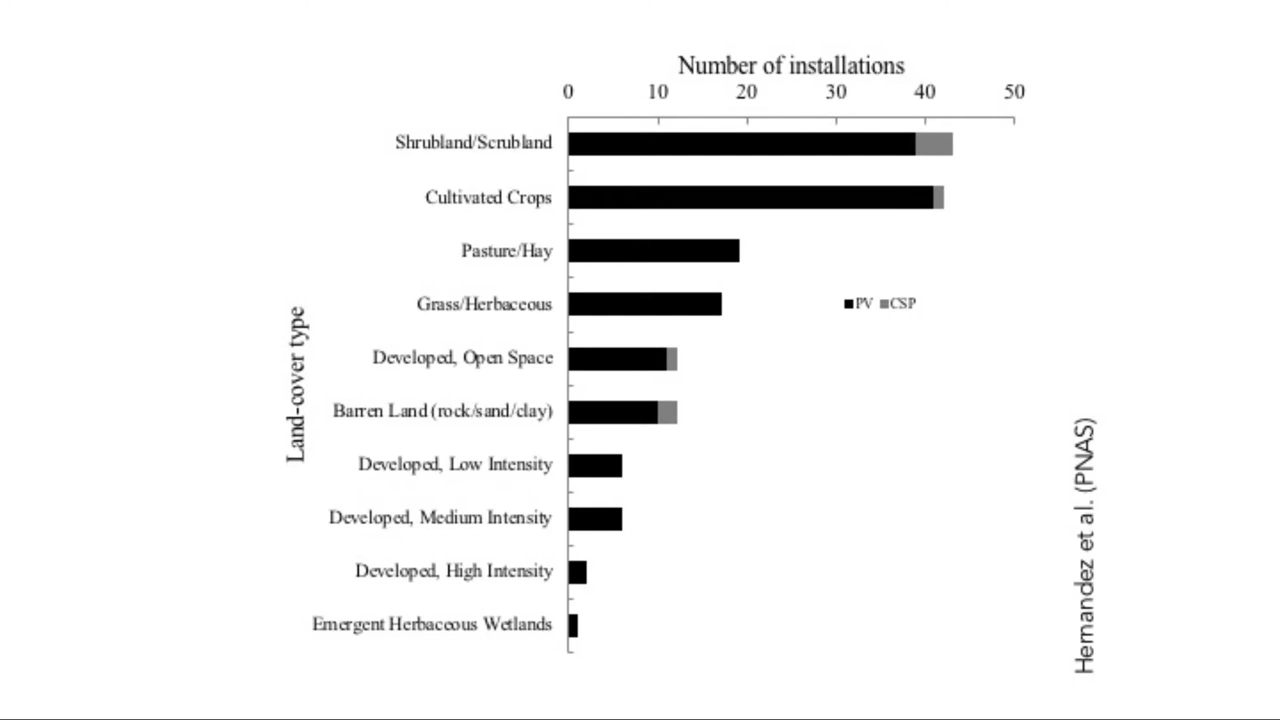 Number of installations
0 10 20 30 40 50
Shrubland/Scrubland
Cultivated Crops
Pasture/Hay
Grass/Herbaceous
PV CSP
Developed, Open Space
Barren Land (rock/sand/clay)
Developed, Low Intensity
Developed, Medium Intensity
Developed, High Intensity
Emergent Herbaceous Wetlands
Land-cover type
Hernandez et al. (PNAS)